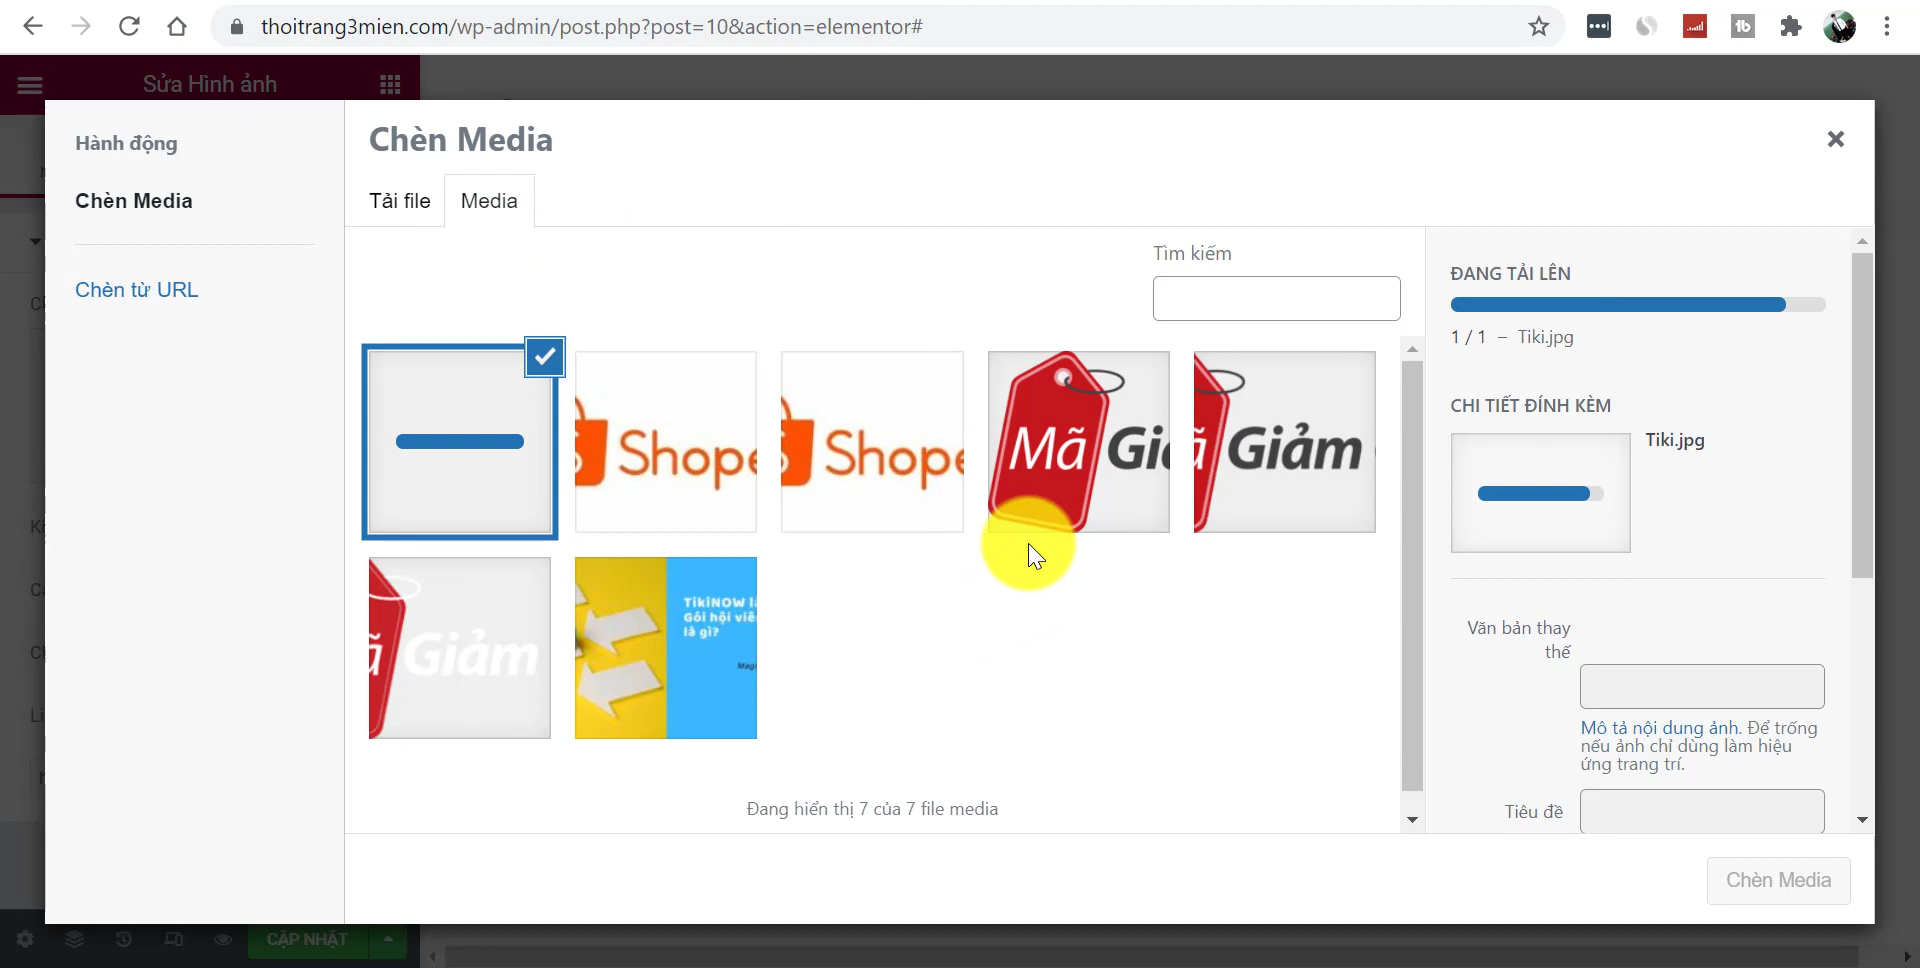 thoitrang3mien.com/wp-admin/post.php?post=10&action=elementor#
Sửa Hình ảnh
Hành động
Chèn Media
Chèn từ URL
Chèn Media
Tải file
Media
Tìm kiếm
Shope
Shope
Mã Giả
Giảm
Giảm
TikiNOW là
Gói hội viê
là gì?
Đang hiển thị 7 của 7 file media
ĐANG TẢI LÊN
1 / 1 – Tiki.jpg
CHI TIẾT ĐÍNH KÈM
Tiki.jpg
Văn bản thay
thế
Mô tả nội dung ảnh. Để trống
nếu ảnh chỉ dùng làm hiệu
ứng trang trí.
Tiêu đề
Chèn Media
CẬP NHẬT